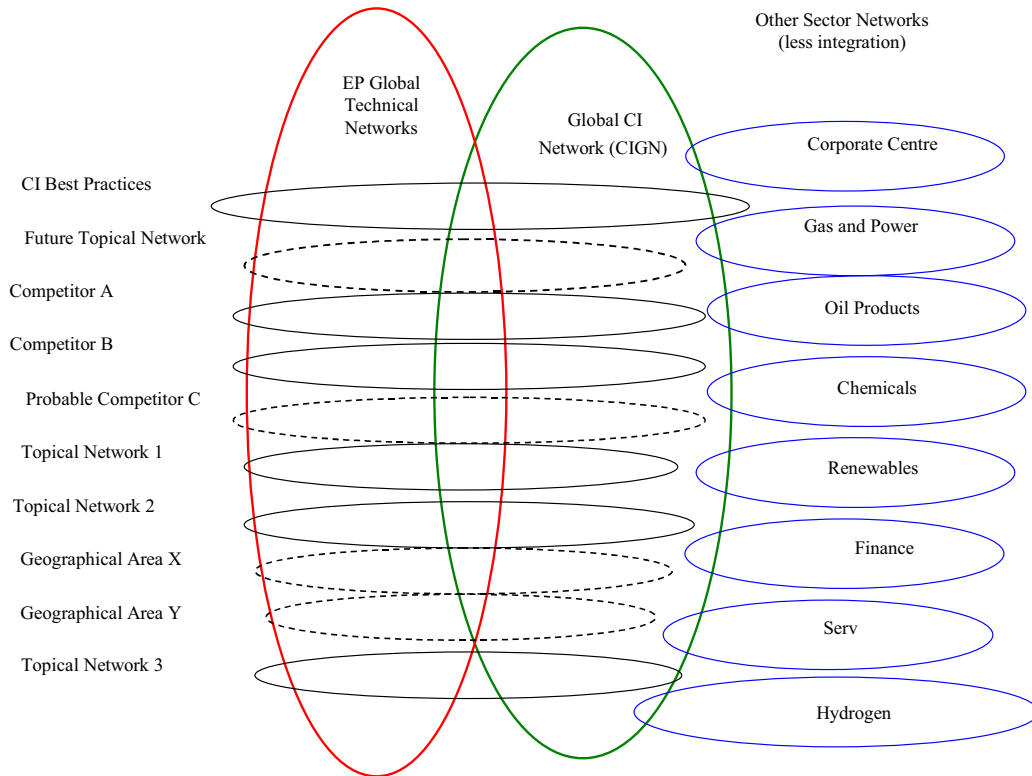 Other Sector Networks
(less integration)
EP Global
Technical
Networks
Global CI
Network (CIGN)
Corporate Centre
CI Best Practices
Gas and Power
Future Topical Network
Competitor A
Oil Products
Competitor B
Chemicals
Probable Competitor C
Topical Network 1
Renewables
Topical Network 2
Finance
Geographical Area X
Geographical Area Y
Serv
Topical Network 3
Hydrogen